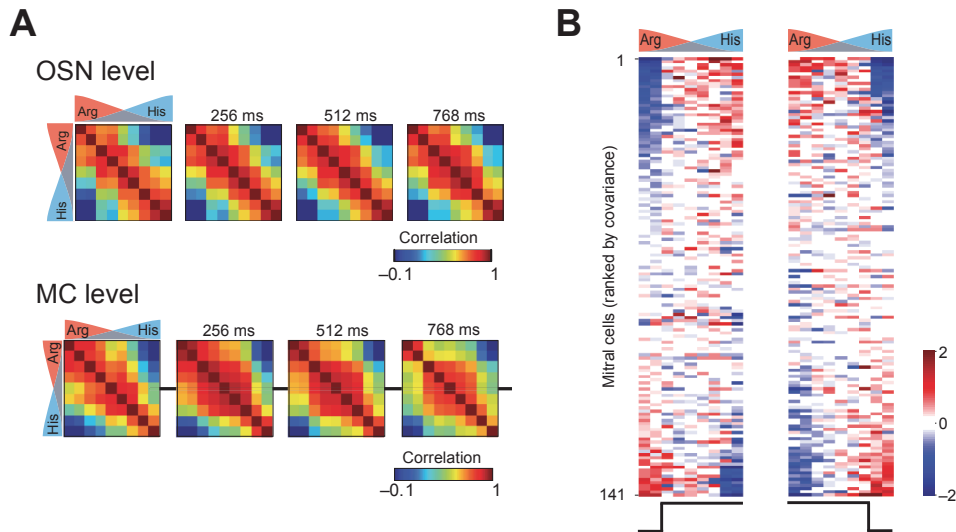 A
OSN level
Arg His
256 ms 512 ms 768 ms
Arg
His
Correlation
–0.1 1
MC level
Arg His
256 ms 512 ms 768 ms
Arg
His
Correlation
–0.1 1
B
Arg His
Arg His
1
Mitral cells (ranked by covariance)
141
2
0
–2